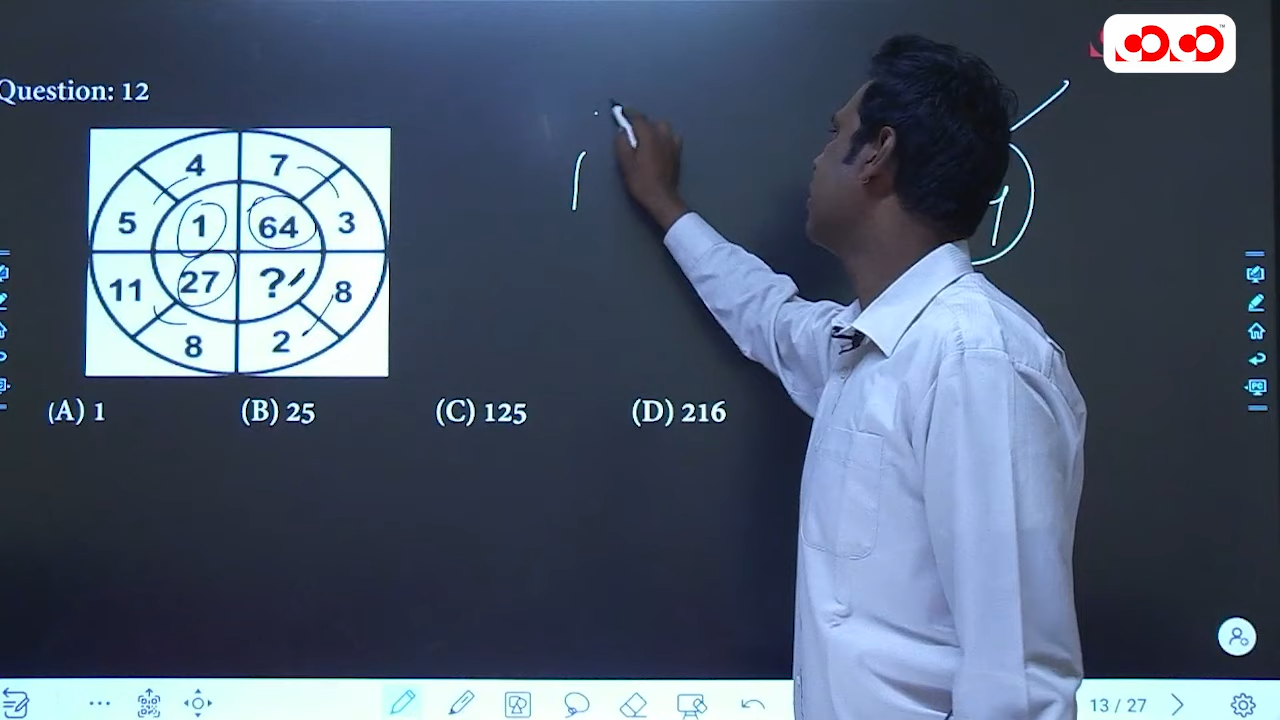 Question: 12
4 7
5 1 64 3
11 27 ? 8
8 2
(A) 1 (B) 25 (C) 125 (D) 216
1
13 / 27